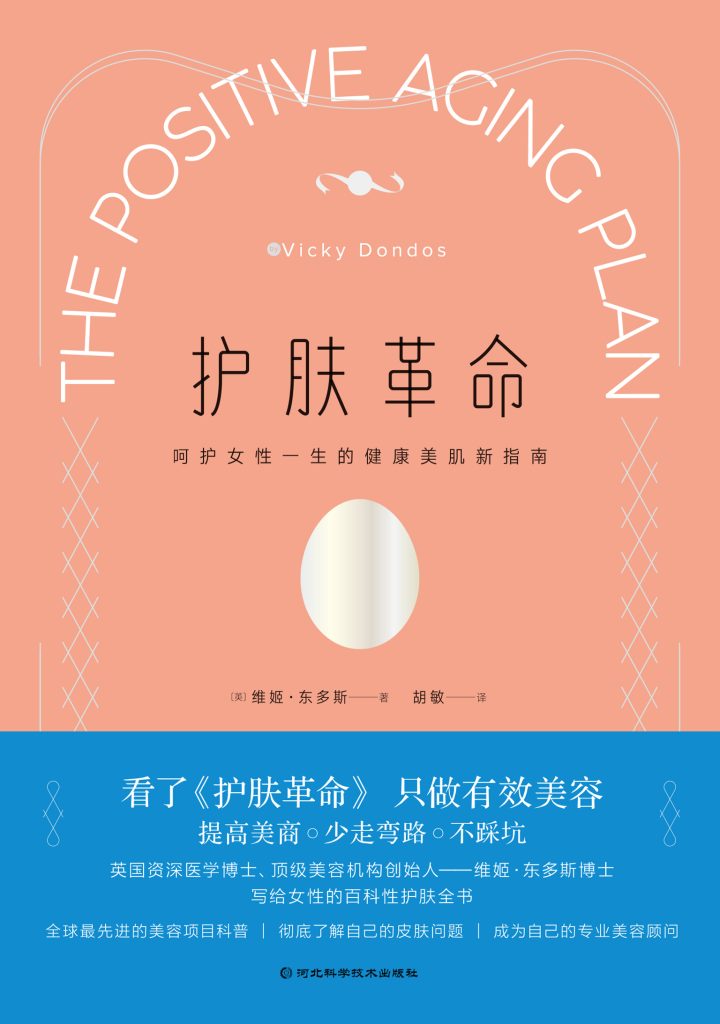 THE POSITIVE AGING PLAN
by Vicky Dondos
护肤革命
呵护女性一生的健康美肌新指南
[英] 维姬·东多斯——著 胡敏——译
看了《护肤革命》 只做有效美容
提高美商○少走弯路○不踩坑
英国资深医学博士、顶级美容机构创始人——维姬·东多斯博士
写给女性的百科性护肤全书
全球最先进的美容项目科普 | 彻底了解自己的皮肤问题 | 成为自己的专业美容顾问
河北科学技术出版社